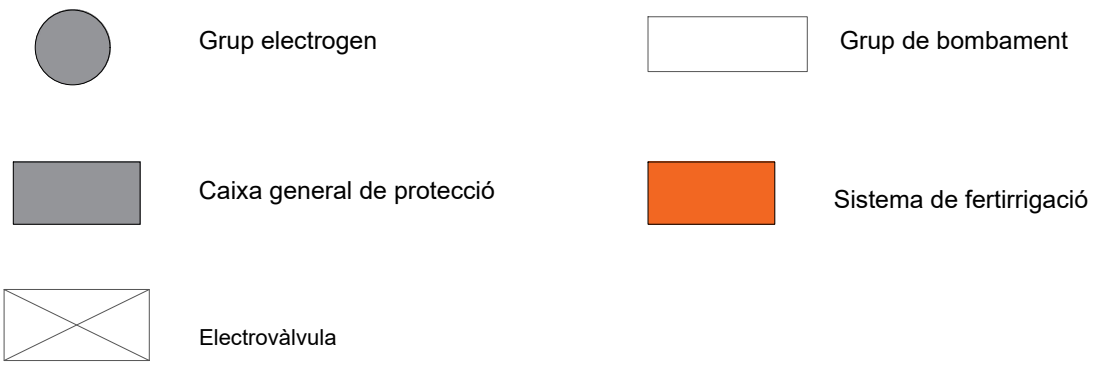 Grup electrogen
Grup de bombament
Caixa general de protecció
Sistema de fertirrigació
Electrovàlvula